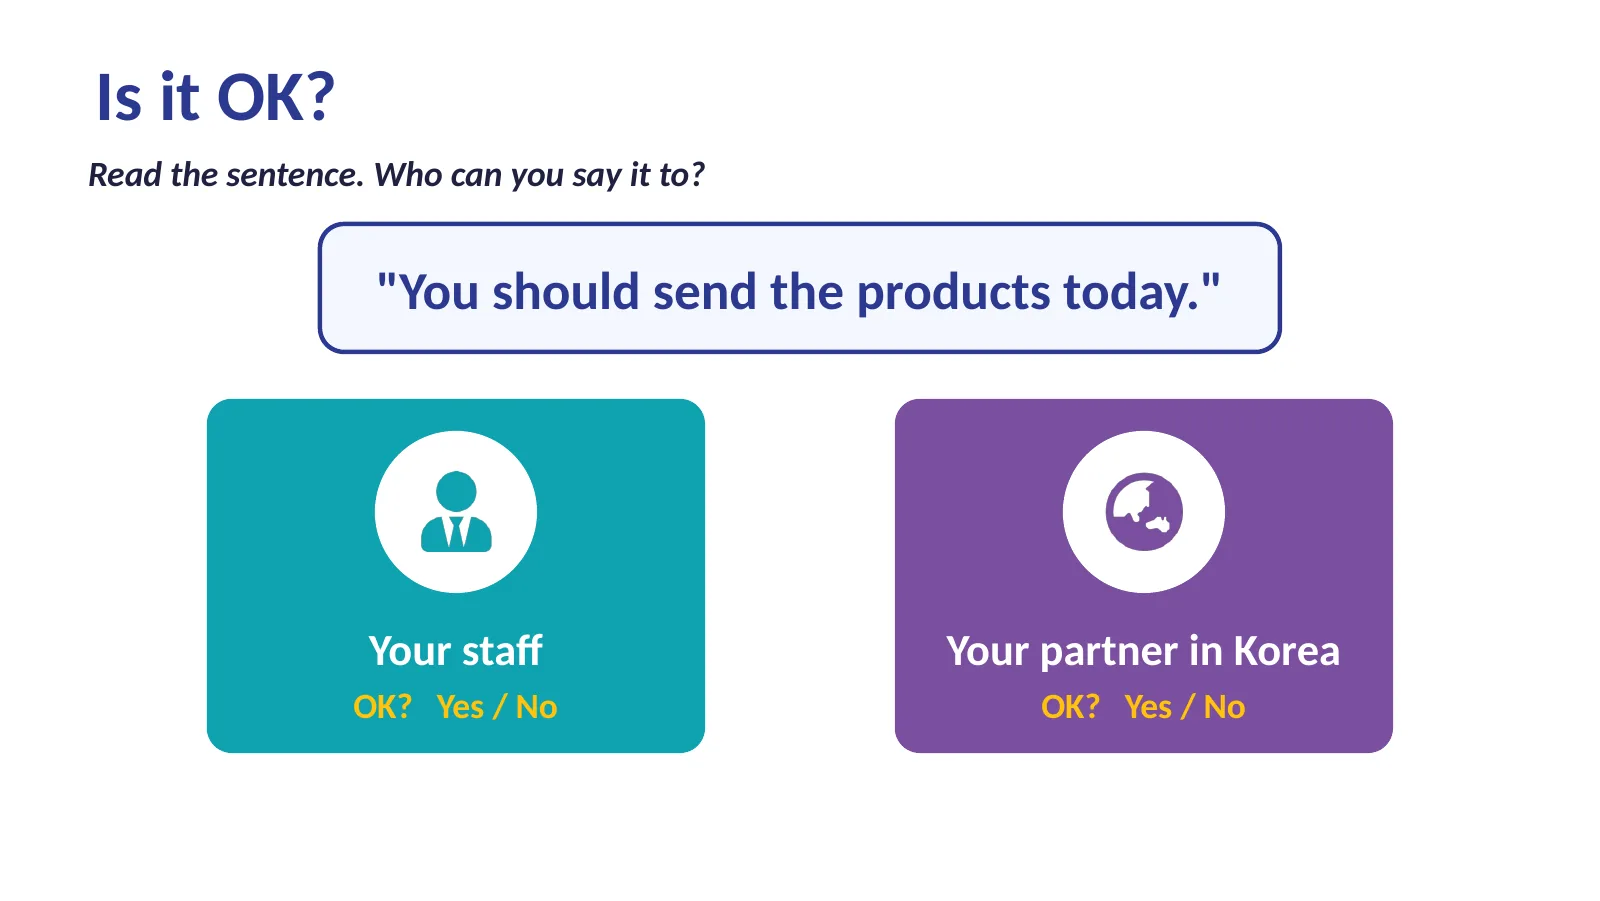 Is it OK?
Read the sentence. Who can you say it to?
"You should send the products today."
Your staff
OK? Yes / No
Your partner in Korea
OK? Yes / No